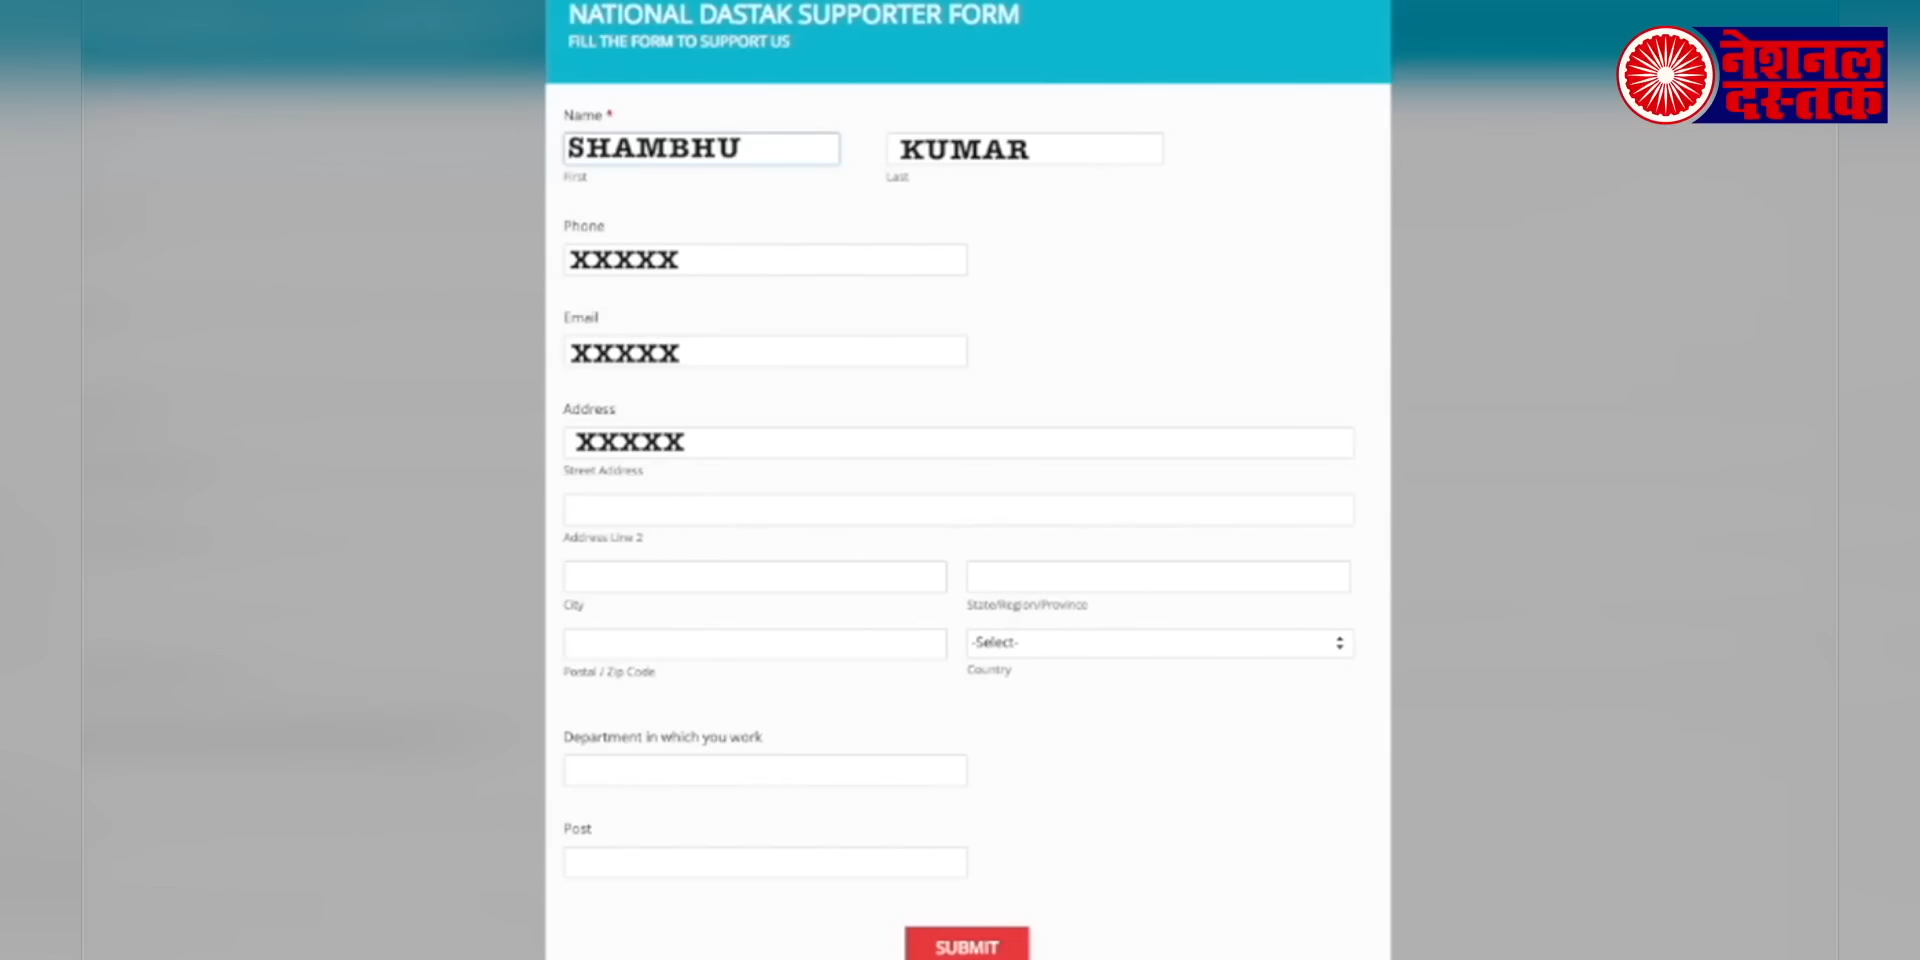 NATIONAL DASTAK SUPPORTER FORM
FILL THE FORM TO SUPPORT US
नेशनल
दस्तक
Name *
SHAMBHU KUMAR
First Last
Phone
XXXXX
Email
XXXXX
Address
XXXXX
Street Address
Address Line 2
City State/Region/Province
-Select-
Postal / Zip Code Country
Department in which you work
Post
SUBMIT